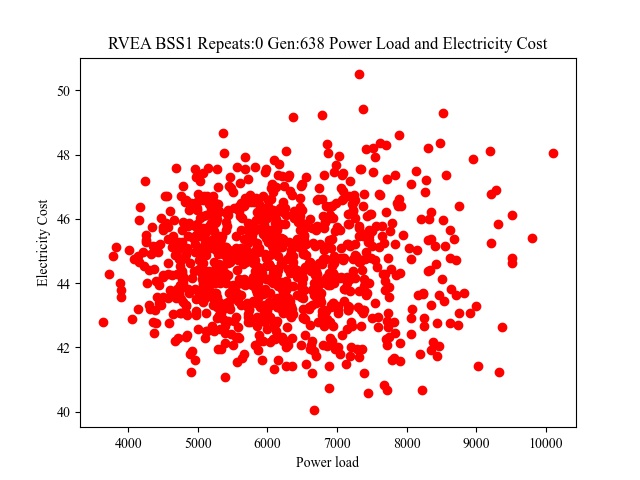 RVEA BSS1 Repeats:0 Gen:638 Power Load and Electricity Cost
50
48
46
44
42
40
Electricity Cost
4000 5000 6000 7000 8000 9000 10000
Power load